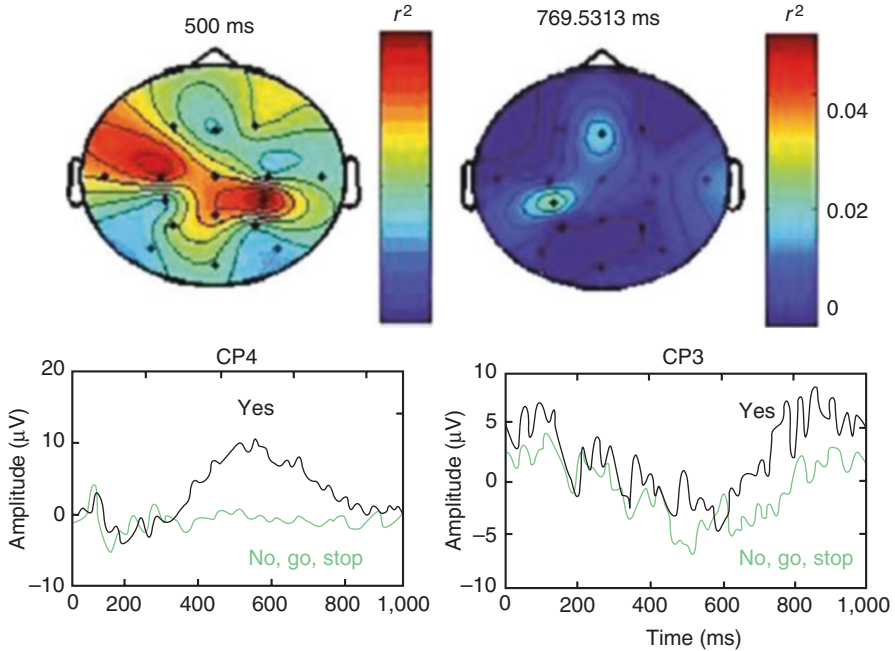 500 ms
r²
769.5313 ms
r²
0.04
0.02
0
CP4
20
10
0
−10
Amplitude (μV)
Yes
No, go, stop
0 200 400 600 800 1,000
CP3
10
5
0
−5
−10
Amplitude (μV)
Yes
No, go, stop
0 200 400 600 800 1,000
Time (ms)